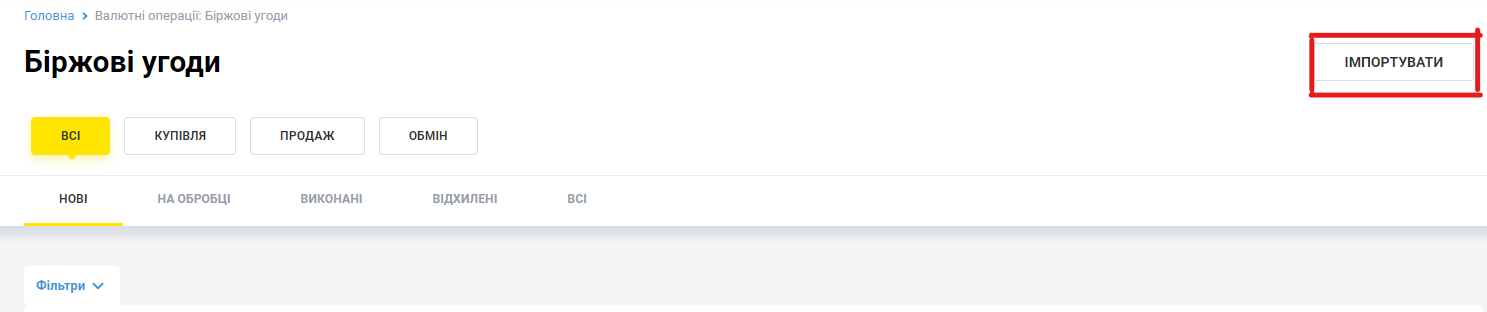 Головна > Валютні операції: Біржові угоди
Біржові угоди
ІМПОРТУВАТИ
ВСІ КУПІВЛЯ ПРОДАЖ ОБМІН
НОВІ НА ОБРОБЦІ ВИКОНАНІ ВІДХИЛЕНІ ВСІ
Фільтри